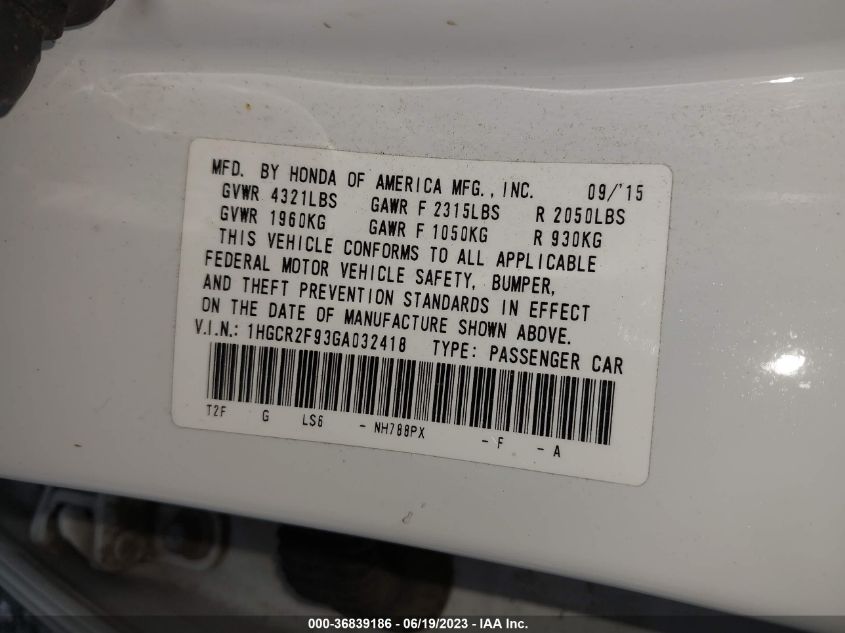 MFD. BY HONDA OF AMERICA MFG., INC. 09/'15
GVWR 4321LBS GAWR F 2315LBS R 2050LBS
GVWR 1960KG GAWR F 1050KG R 930KG
THIS VEHICLE CONFORMS TO ALL APPLICABLE
FEDERAL MOTOR VEHICLE SAFETY, BUMPER,
AND THEFT PREVENTION STANDARDS IN EFFECT
ON THE DATE OF MANUFACTURE SHOWN ABOVE.
V.I.N.: 1HGCR2F93GA032418 TYPE: PASSENGER CAR
T2F G LS6 - NH788PX - F - A
000-36839186 - 06/19/2023 - IAA Inc.